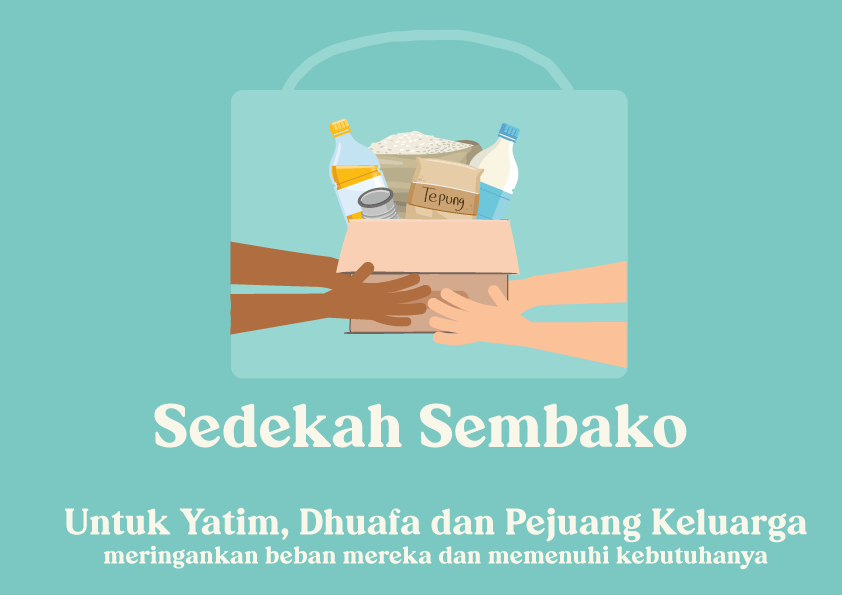 Tepung
Sedekah Sembako
Untuk Yatim, Dhuafa dan Pejuang Keluarga
meringankan beban mereka dan memenuhi kebutuhanya